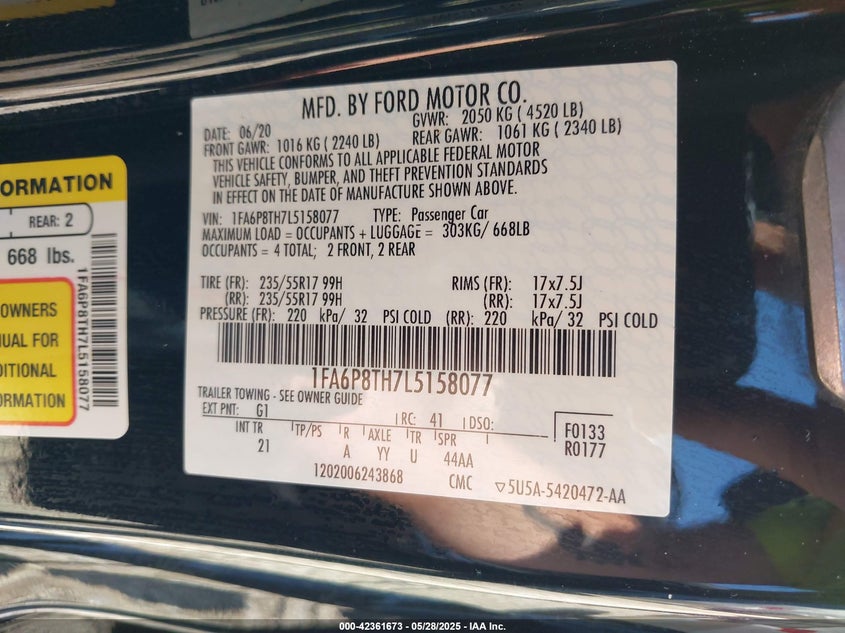 MFD. BY FORD MOTOR CO.
DATE: 06/20 GVWR: 2050 KG ( 4520 LB)
FRONT GAWR: 1016 KG ( 2240 LB) REAR GAWR: 1061 KG ( 2340 LB)
THIS VEHICLE CONFORMS TO ALL APPLICABLE FEDERAL MOTOR
VEHICLE SAFETY, BUMPER, AND THEFT PREVENTION STANDARDS
IN EFFECT ON THE DATE OF MANUFACTURE SHOWN ABOVE.
VIN: 1FA6P8TH7L5158077 TYPE: Passenger Car
MAXIMUM LOAD = OCCUPANTS + LUGGAGE = 303KG/ 668LB
OCCUPANTS = 4 TOTAL; 2 FRONT, 2 REAR
TIRE (FR): 235/55R17 99H RIMS (FR): 17x7.5J
(RR): 235/55R17 99H (RR): 17x7.5J
PRESSURE (FR): 220 kPa/ 32 PSI COLD (RR): 220 kPa/ 32 PSI COLD
1FA6P8TH7L5158077
TRAILER TOWING - SEE OWNER GUIDE
EXT PNT: G1 RC: 41 DSO: F0133
INT TR TP/PS R AXLE TR SPR R0177
21 A YY U 44AA
1202006243868 CMC ▽5U5A-5420472-AA
ORMATION
REAR: 2
668 lbs.
OWNERS
NUAL FOR
DITIONAL
ORMATION
1FA6P8TH7L5158077
000-42361673 | 05/28/2025 | IAA Inc.